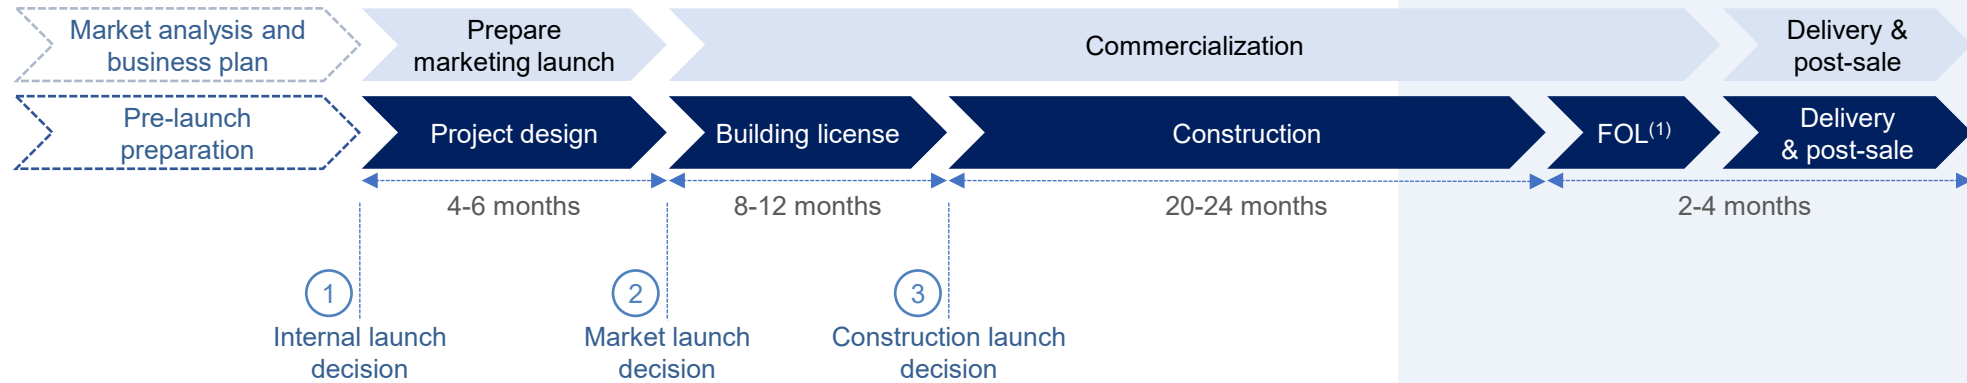 Market analysis and
business plan
Prepare
marketing launch
Commercialization
Delivery &
post-sale
Pre-launch
preparation
Project design
Building license
Construction
FOL(1)
Delivery
& post-sale
4-6 months
8-12 months
20-24 months
2-4 months
1
Internal launch
decision
2
Market launch
decision
3
Construction launch
decision